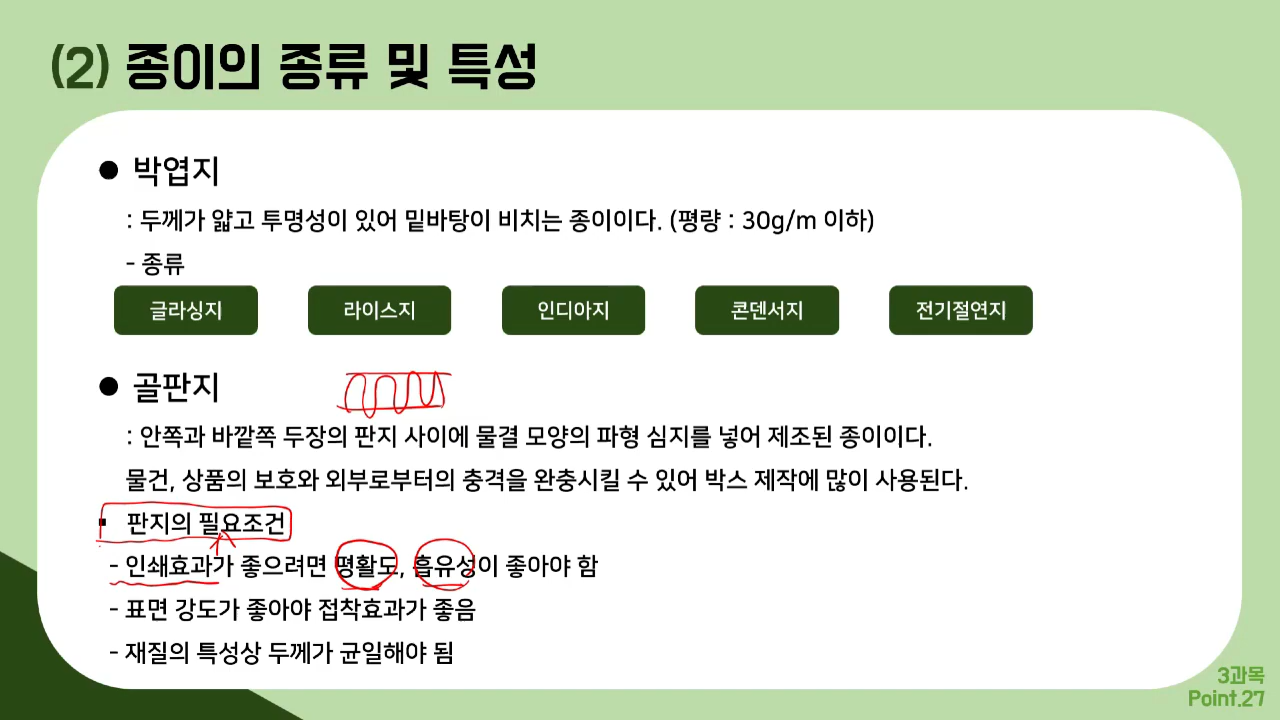 (2) 종이의 종류 및 특성
● 박엽지
: 두께가 얇고 투명성이 있어 밑바탕이 비치는 종이이다. (평량 : 30g/m 이하)
- 종류
글라싱지 라이스지 인디아지 콘덴서지 전기절연지
● 골판지
: 안쪽과 바깥쪽 두장의 판지 사이에 물결 모양의 파형 심지를 넣어 제조된 종이이다.
물건, 상품의 보호와 외부로부터의 충격을 완충시킬 수 있어 박스 제작에 많이 사용된다.
▪ 판지의 필요조건
- 인쇄효과가 좋으려면 평활도, 흡유성이 좋아야 함
- 표면 강도가 좋아야 접착효과가 좋음
- 재질의 특성상 두께가 균일해야 됨
3과목
Point.27